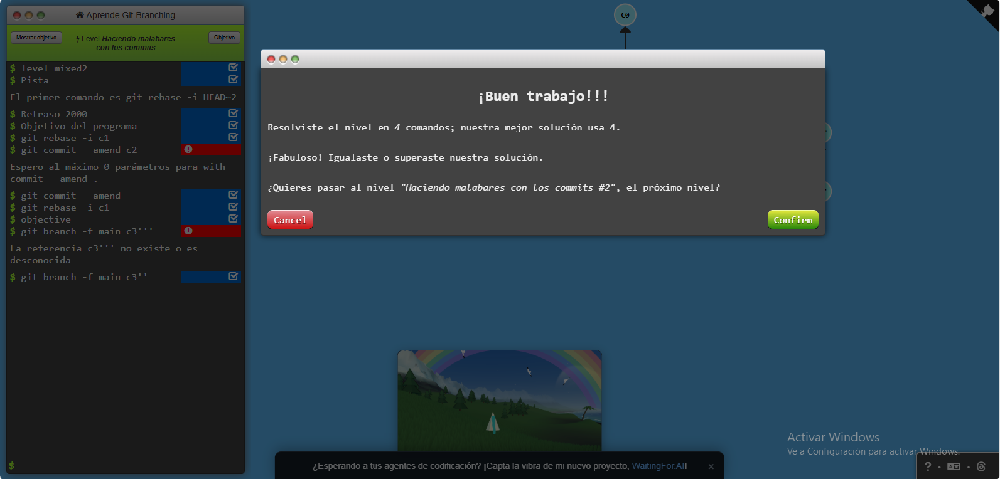 Aprende Git Branching
Mostrar objetivo
Level Haciendo malabares
con los commits
Objetivo
$ level mixed2
$ Pista
El primer comando es git rebase -i HEAD~2
$ Retraso 2000
$ Objetivo del programa
$ git rebase -i c1
$ git commit --amend c2
Espero al máximo 0 parámetros para with
commit --amend .
$ git commit --amend
$ git rebase -i c1
$ objective
$ git branch -f main c3'''
La referencia c3''' no existe o es
desconocida
$ git branch -f main c3''
$
C0
¡Buen trabajo!!!
Resolviste el nivel en 4 comandos; nuestra mejor solución usa 4.
¡Fabuloso! Igualaste o superaste nuestra solución.
¿Quieres pasar al nivel "Haciendo malabares con los commits #2", el próximo nivel?
Cancel
Confirm
¿Esperando a tus agentes de codificación? ¡Capta la vibra de mi nuevo proyecto, WaitingFor.AI!
×
Activar Windows
Ve a Configuración para activar Windows.
?